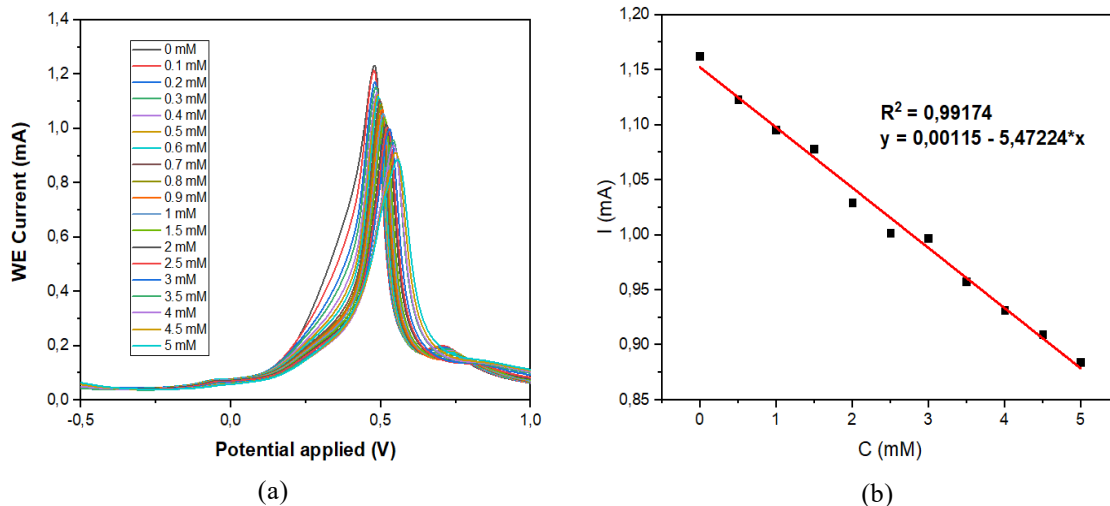 1,4
1,2
1,0
0,8
0,6
0,4
0,2
0,0
WE Current (mA)
0 mM
0.1 mM
0.2 mM
0.3 mM
0.4 mM
0.5 mM
0.6 mM
0.7 mM
0.8 mM
0.9 mM
1 mM
1.5 mM
2 mM
2.5 mM
3 mM
3.5 mM
4 mM
4.5 mM
5 mM
-0,5 0,0 0,5 1,0
Potential applied (V)
(a)
1,20
1,15
1,10
1,05
1,00
0,95
0,90
0,85
I (mA)
R² = 0,99174
y = 0,00115 - 5,47224*x
0 1 2 3 4 5
C (mM)
(b)